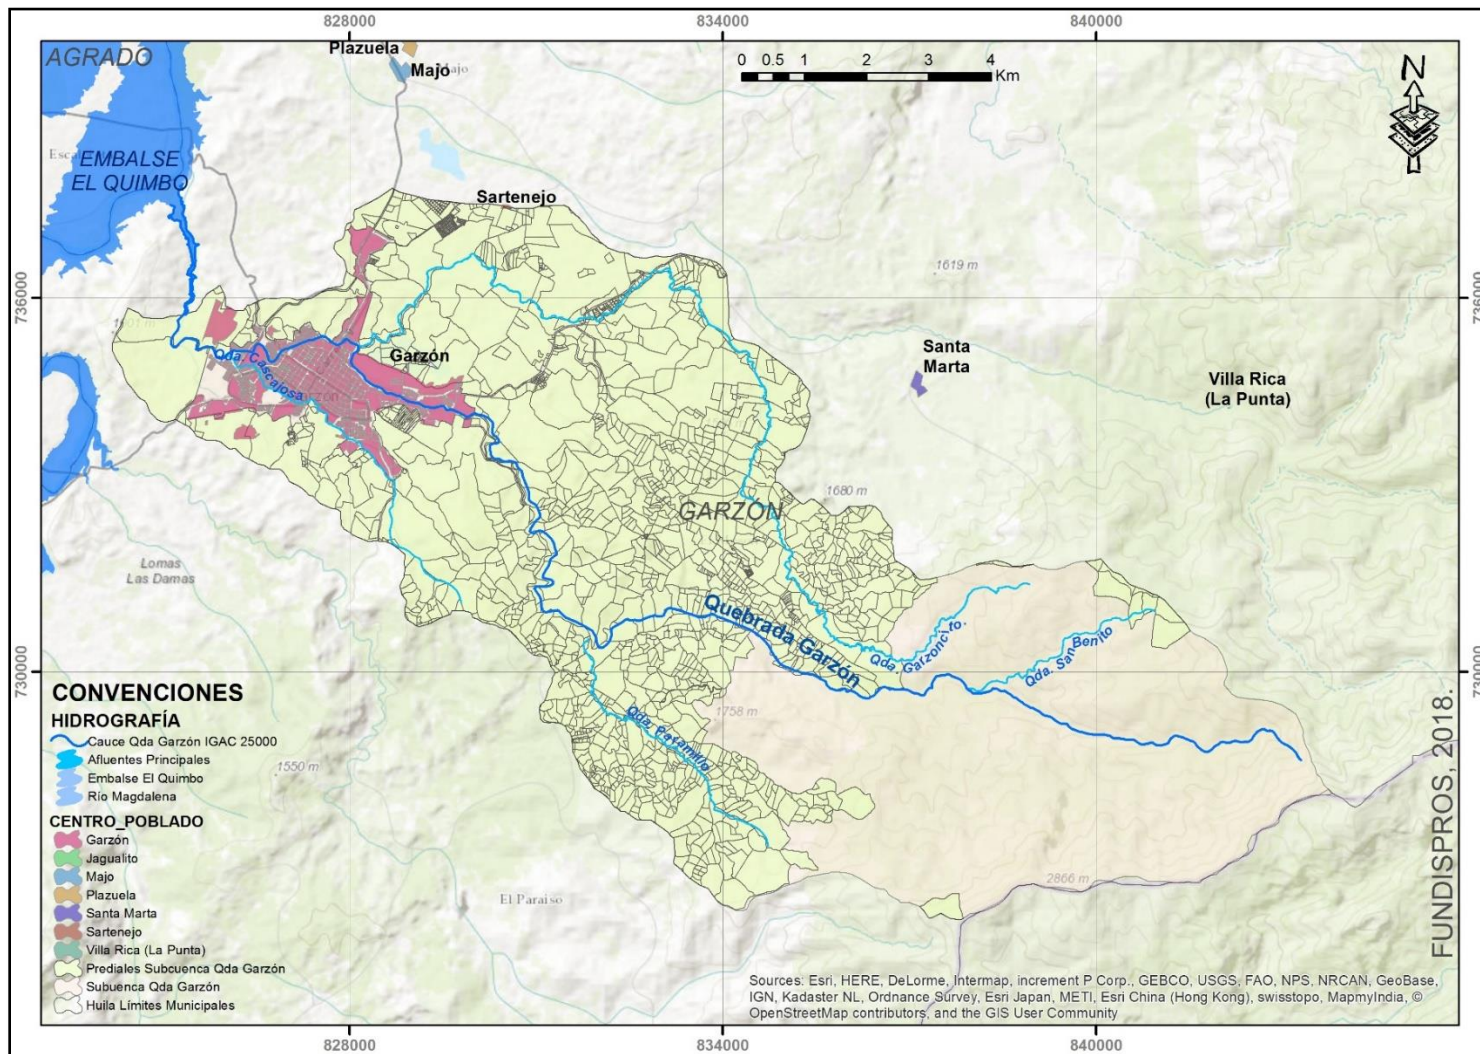 828000
834000
840000
AGRADO
Plazuela
Majo
Majo
0 0.5 1 2 3 4
Km
N
EMBALSE
EL QUIMBO
Sartenejo
1619 m
736000
736000
Garzón
Qda. Cascajosa
Santa
Marta
Villa Rica
(La Punta)
1680 m
GARZÓN
Lomas
Las Damas
Quebrada Garzón
Qda. Garzoncito.
Qda. San Benito
730000
730000
1758 m
Qda. Paramillo
1550 m
El Paraiso
2866 m
CONVENCIONES
HIDROGRAFÍA
Cauce Qda Garzón IGAC 25000
Afluentes Principales
Embalse El Quimbo
Río Magdalena
CENTRO_POBLADO
Garzón
Jagualito
Majo
Plazuela
Santa Marta
Sartenejo
Villa Rica (La Punta)
Prediales Subcuenca Qda Garzón
Subuenca Qda Garzón
Huila Límites Municipales
FUNDISPROS, 2018.
Sources: Esri, HERE, DeLorme, Intermap, increment P Corp., GEBCO, USGS, FAO, NPS, NRCAN, GeoBase,
IGN, Kadaster NL, Ordnance Survey, Esri Japan, METI, Esri China (Hong Kong), swisstopo, MapmyIndia, ©
OpenStreetMap contributors, and the GIS User Community
828000
834000
840000